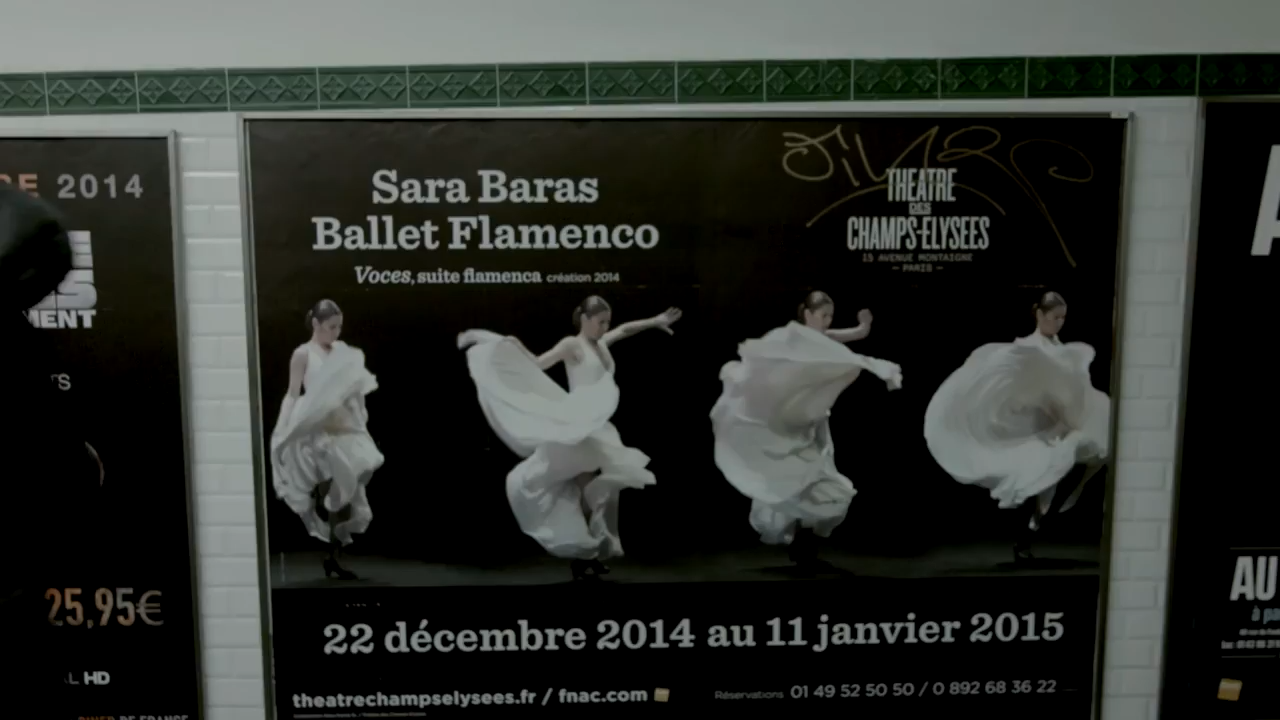 2014
MENT
25,95€
HD
Sara Baras
Ballet Flamenco
Voces, suite flamenca création 2014
THEATRE
DES
CHAMPS-ELYSEES
15 AVENUE MONTAIGNE
— PARIS —
22 décembre 2014 au 11 janvier 2015
theatrechampselysees.fr / fnac.com
Réservations 01 49 52 50 50 / 0 892 68 36 22
AU